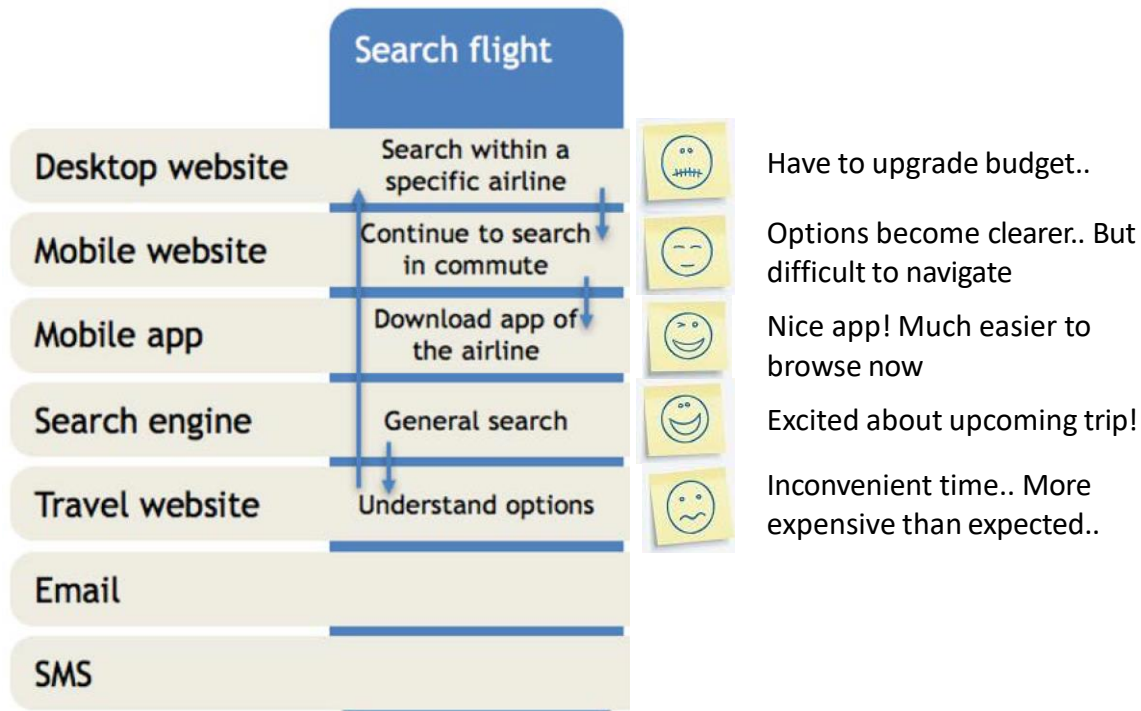 Search flight
Desktop website
Search within a
specific airline
Have to upgrade budget..
Mobile website
Continue to search
in commute
Options become clearer.. But
difficult to navigate
Mobile app
Download app of
the airline
Nice app! Much easier to
browse now
Search engine
General search
Excited about upcoming trip!
Travel website
Understand options
Inconvenient time.. More
expensive than expected..
Email
SMS